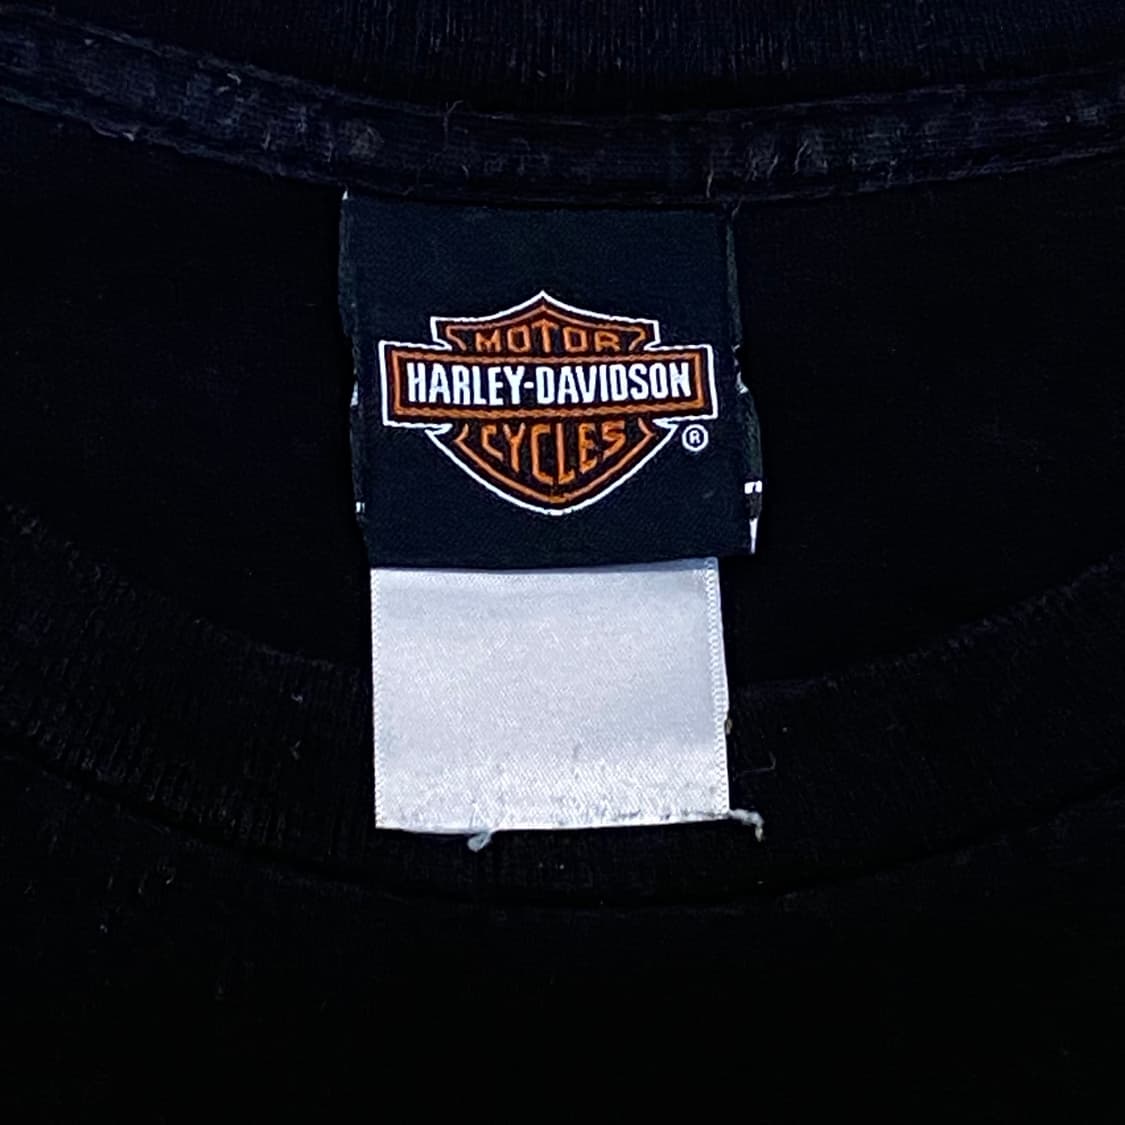 MOTOR
HARLEY-DAVIDSON
CYCLES
®